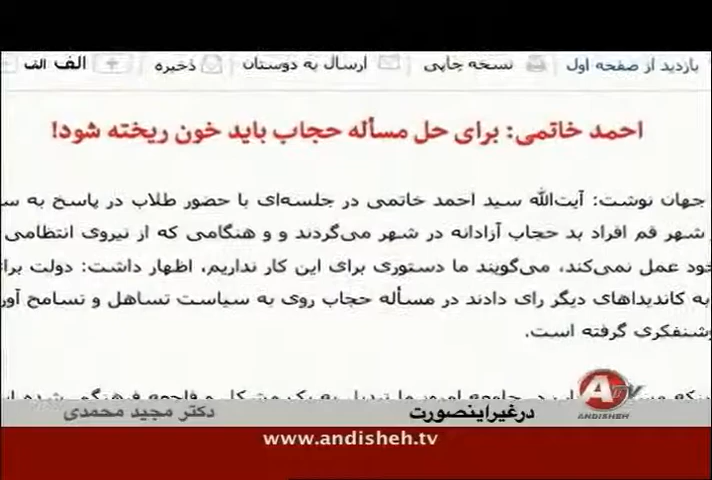 بازدید از صفحه اول نسخه چاپی ارسال به دوستان ذخیره الف الف
احمد خاتمی: برای حل مسأله حجاب باید خون ریخته شود!
جهان نوشت: آیت‌الله سید احمد خاتمی در جلسه‌ای با حضور طلاب در پاسخ به
شهر قم افراد بد حجاب آزادانه در شهر می‌گردند و و هنگامی که از نیروی انتظامی
عمل نمی‌کند، می‌گویند ما دستوری برای این کار نداریم، اظهار داشت: دولت
به کاندیداهای دیگر رای دادند در مسأله حجاب روی به سیاست تساهل و تسامح
گرفته است.
ATV
ANDISHEH
درغیراینصورت
دکتر مجید محمدی
www.andisheh.tv